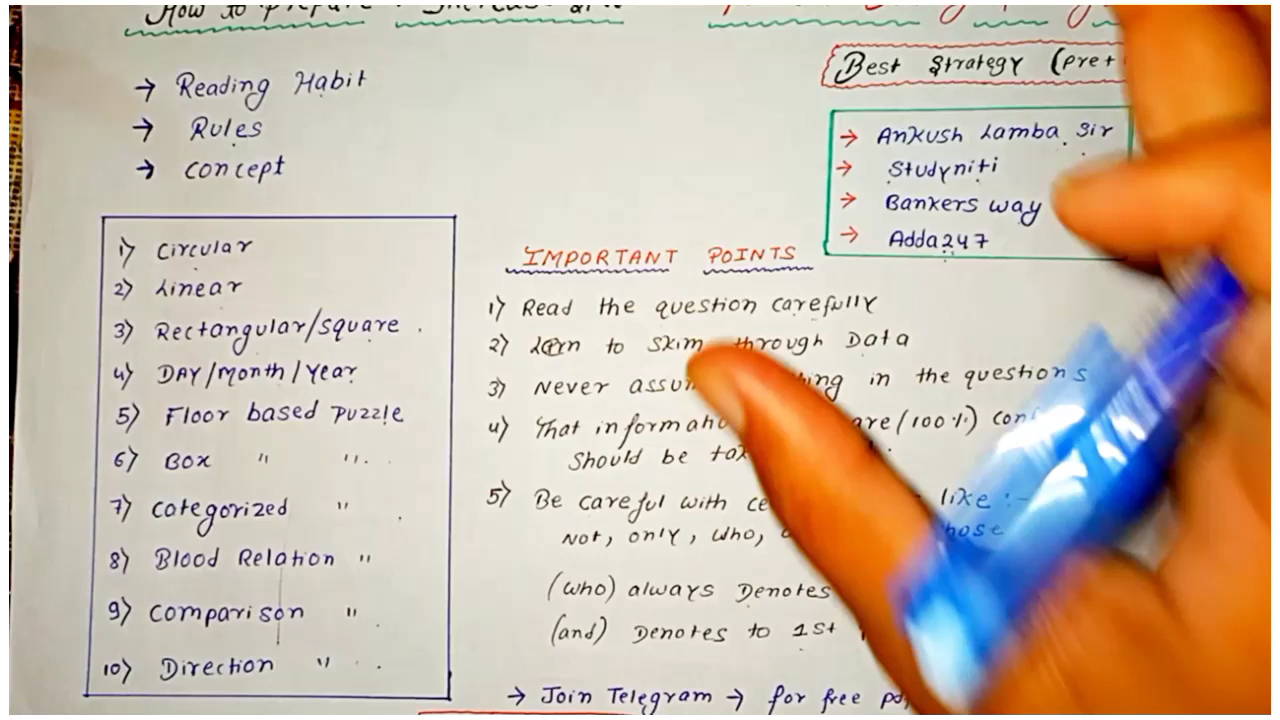 How to prepare
Best Strategy (pre+
→ Reading Habit
→ Rules
→ concept
→ Ankush Lamba Sir
→ Studyniti
→ Bankers way
→ Adda247
1) Circular
2) Linear
3) Rectangular/square.
4) DAY/month/Year
5) Floor based Puzzle
6) Box " ".
7) categorized " .
8) Blood Relation "
9) Comparison " .
10) Direction " .
IMPORTANT POINTS
1) Read the question carefully
2) Learn to Skim through Data
3) Never in the questions
4) That (100%)
Should be
5) Be careful with like :-
Not, only, who,
(who) always Denotes
(and) Denotes to 1st
→ Join Telegram → for free